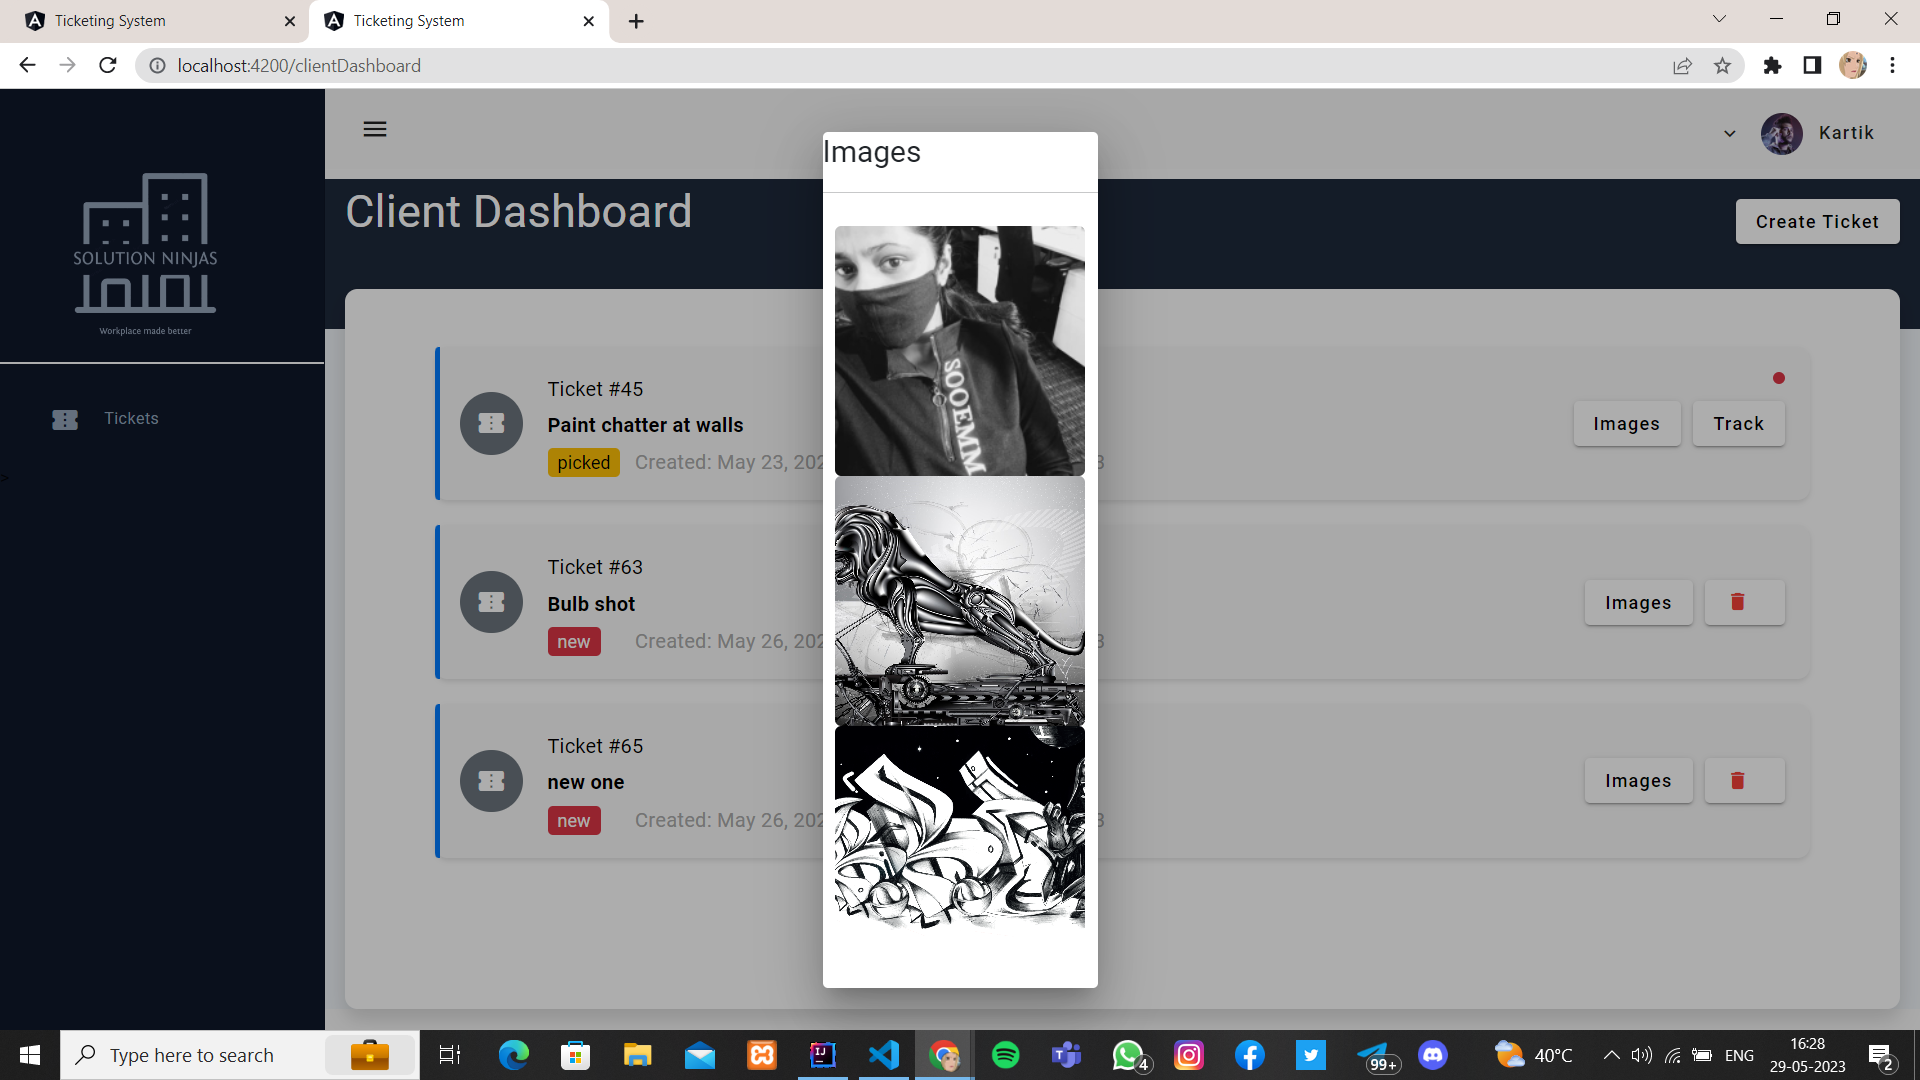 Ticketing System
Ticketing System
localhost:4200/clientDashboard
SOLUTION NINJAS
Workplace made better
Tickets
>
Kartik
Client Dashboard
Create Ticket
Images
SOOEMM
Ticket #45
Paint chatter at walls
picked Created: May 23, 202 3
Images Track
Ticket #63
Bulb shot
new Created: May 26, 202 3
Images
Ticket #65
new one
new Created: May 26, 202 3
Images
Type here to search
4
99+
40°C
ENG
16:28
29-05-2023
2